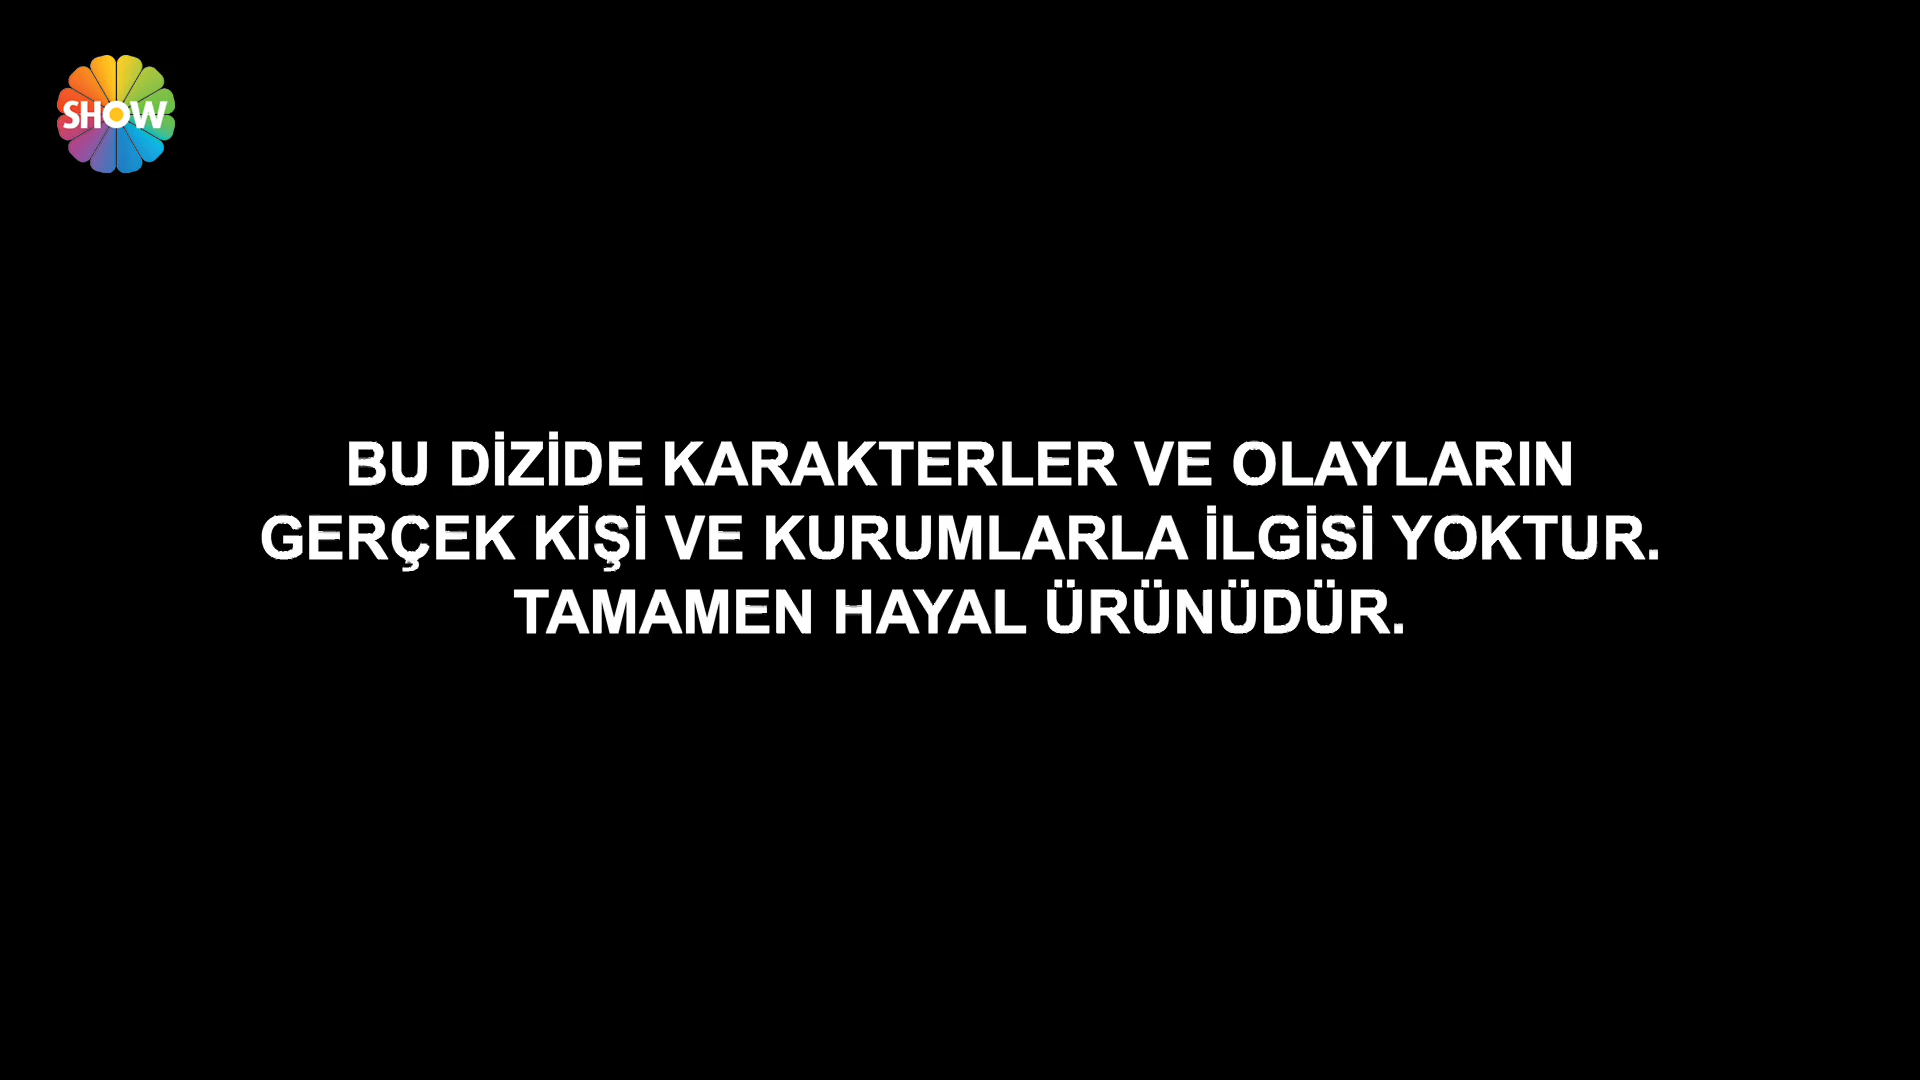 SHOW
BU DİZİDE KARAKTERLER VE OLAYLARIN
GERÇEK KİŞİ VE KURUMLARLA İLGİSİ YOKTUR.
TAMAMEN HAYAL ÜRÜNÜDÜR.